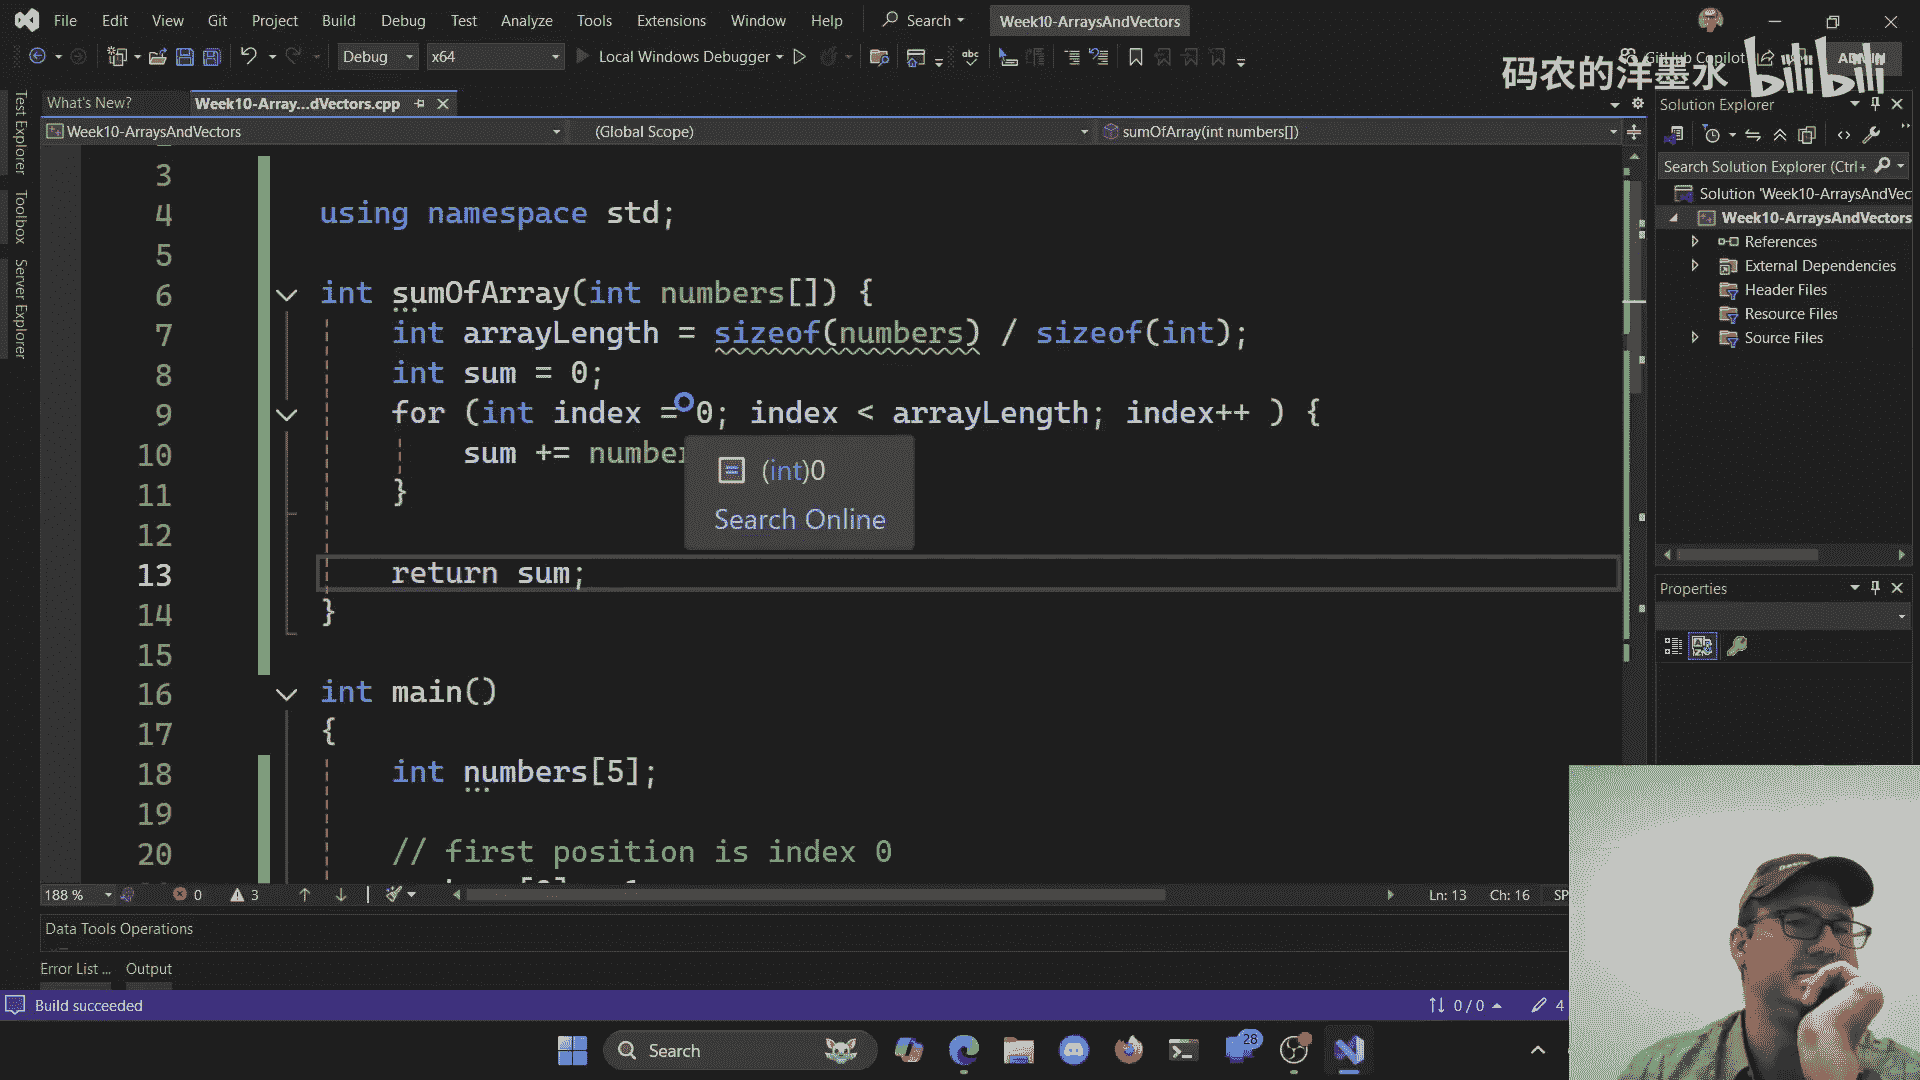 File Edit View Git Project Build Debug Test Analyze Tools Extensions Window Help Search Week10-ArraysAndVectors
Debug x64 Local Windows Debugger GitHub Copilot
码农的洋墨水 bilibili
What's New? Week10-Array...dVectors.cpp
Week10-ArraysAndVectors (Global Scope) sumOfArray(int numbers[])
Test Explorer
Toolbox
Server Explorer
3
4 using namespace std;
5
6 int sumOfArray(int numbers[]) {
7 int arrayLength = sizeof(numbers) / sizeof(int);
8 int sum = 0;
9 for (int index = 0; index < arrayLength; index++ ) {
10 sum += number
11 }
12
13 return sum;
14 }
15
16 int main()
17 {
18 int numbers[5];
19
20 // first position is index 0
(int)0
Search Online
188 % 0 3 Ln: 13 Ch: 16 SP
Data Tools Operations
Error List ... Output
Build succeeded 0 / 0 4
Solution Explorer
Search Solution Explorer (Ctrl+
Solution 'Week10-ArraysAndVec
Week10-ArraysAndVectors
References
External Dependencies
Header Files
Resource Files
Source Files
Properties
Search 28